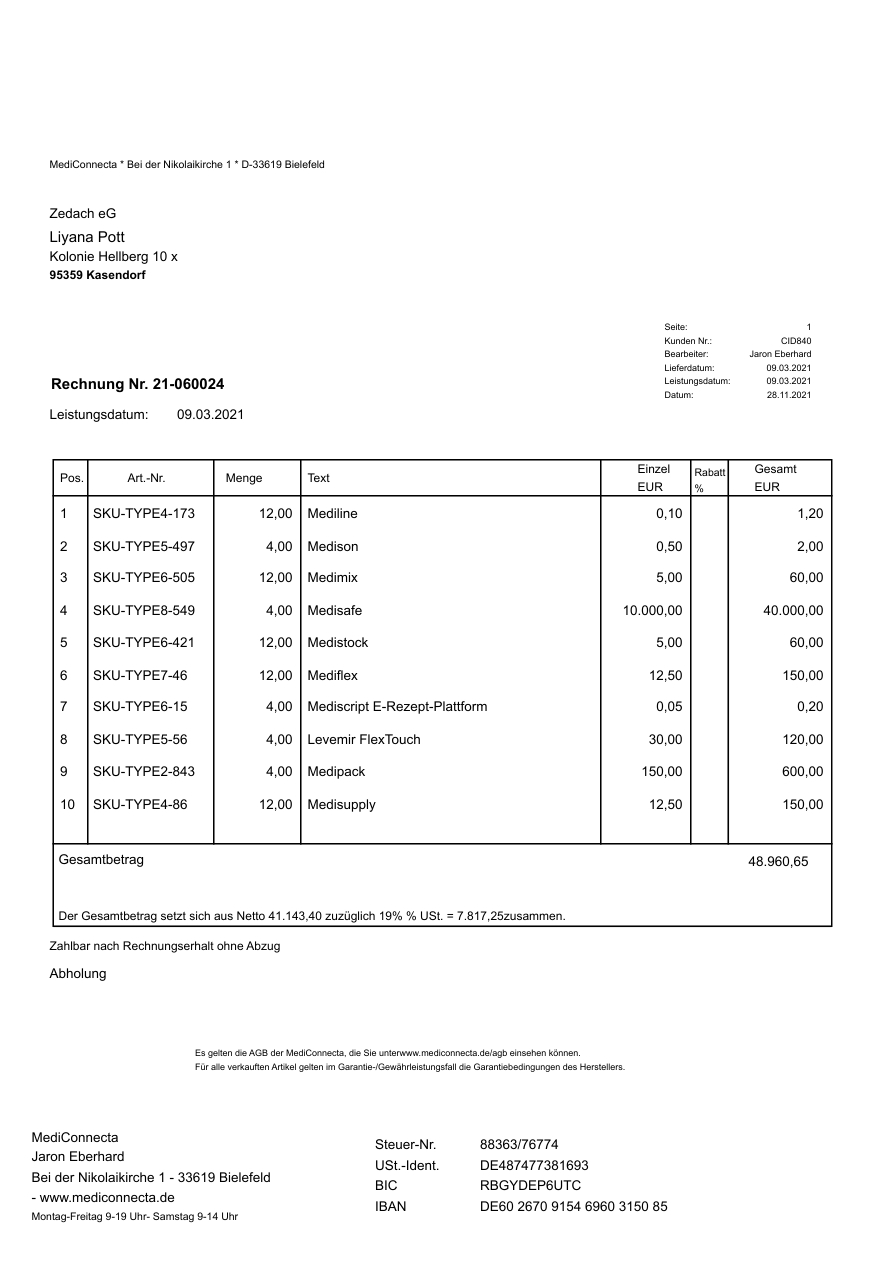 MediConnecta * Bei der Nikolaikirche 1 * D-33619 Bielefeld
Zedach eG
Liyana Pott
Kolonie Hellberg 10 x
95359 Kasendorf
Seite: 1
Kunden Nr.: CID840
Bearbeiter: Jaron Eberhard
Lieferdatum: 09.03.2021
Leistungsdatum: 09.03.2021
Datum: 28.11.2021
Rechnung Nr. 21-060024
Leistungsdatum: 09.03.2021
Pos. Art.-Nr. Menge Text Einzel EUR Rabatt % Gesamt EUR
1 SKU-TYPE4-173 12,00 Mediline 0,10 1,20
2 SKU-TYPE5-497 4,00 Medison 0,50 2,00
3 SKU-TYPE6-505 12,00 Medimix 5,00 60,00
4 SKU-TYPE8-549 4,00 Medisafe 10.000,00 40.000,00
5 SKU-TYPE6-421 12,00 Medistock 5,00 60,00
6 SKU-TYPE7-46 12,00 Mediflex 12,50 150,00
7 SKU-TYPE6-15 4,00 Mediscript E-Rezept-Plattform 0,05 0,20
8 SKU-TYPE5-56 4,00 Levemir FlexTouch 30,00 120,00
9 SKU-TYPE2-843 4,00 Medipack 150,00 600,00
10 SKU-TYPE4-86 12,00 Medisupply 12,50 150,00
Gesamtbetrag 48.960,65
Der Gesamtbetrag setzt sich aus Netto 41.143,40 zuzüglich 19% % USt. = 7.817,25zusammen.
Zahlbar nach Rechnungserhalt ohne Abzug
Abholung
Es gelten die AGB der MediConnecta, die Sie unterwww.mediconnecta.de/agb einsehen können.
Für alle verkauften Artikel gelten im Garantie-/Gewährleistungsfall die Garantiebedingungen des Herstellers.
MediConnecta
Jaron Eberhard
Bei der Nikolaikirche 1 - 33619 Bielefeld
- www.mediconnecta.de
Montag-Freitag 9-19 Uhr- Samstag 9-14 Uhr
Steuer-Nr. 88363/76774
USt.-Ident. DE487477381693
BIC RBGYDEP6UTC
IBAN DE60 2670 9154 6960 3150 85